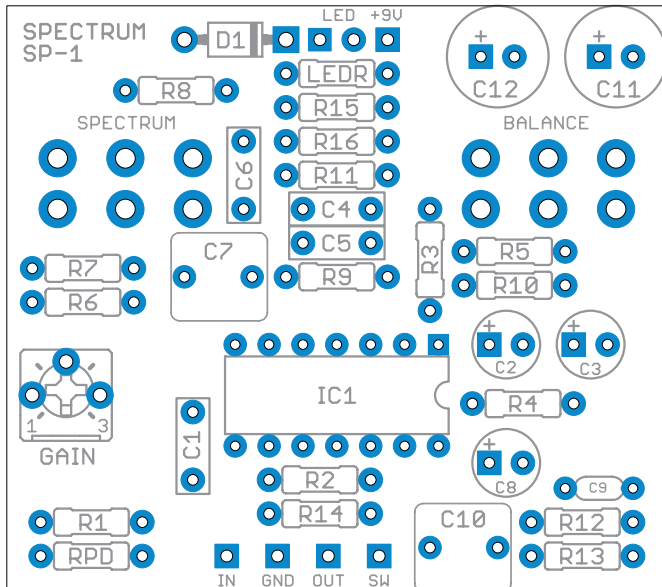 SPECTRUM
SP-1
D1
LED
+9V
LEDR
R8
R15
R16
R11
SPECTRUM
BALANCE
+
C12
+
C11
C6
C4
C5
C7
R9
R3
R5
R10
R7
R6
+
C2
+
C3
IC1
R4
1
3
GAIN
C1
R2
R14
+
C8
C9
C10
R12
R13
R1
RPD
IN
GND
OUT
SW